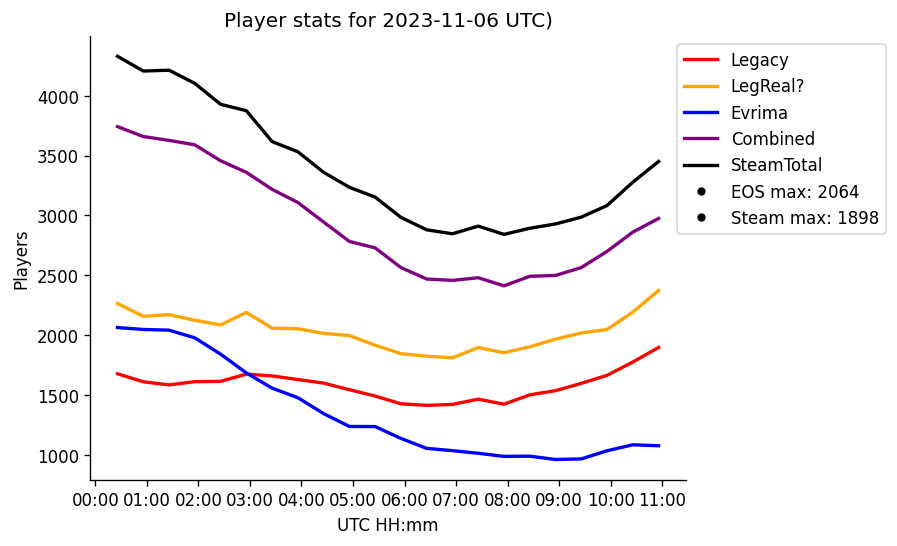 Player stats for 2023-11-06 UTC)
Legacy
LegReal?
Evrima
Combined
SteamTotal
EOS max: 2064
Steam max: 1898
Players
4000
3500
3000
2500
2000
1500
1000
00:00 01:00 02:00 03:00 04:00 05:00 06:00 07:00 08:00 09:00 10:00 11:00
UTC HH:mm